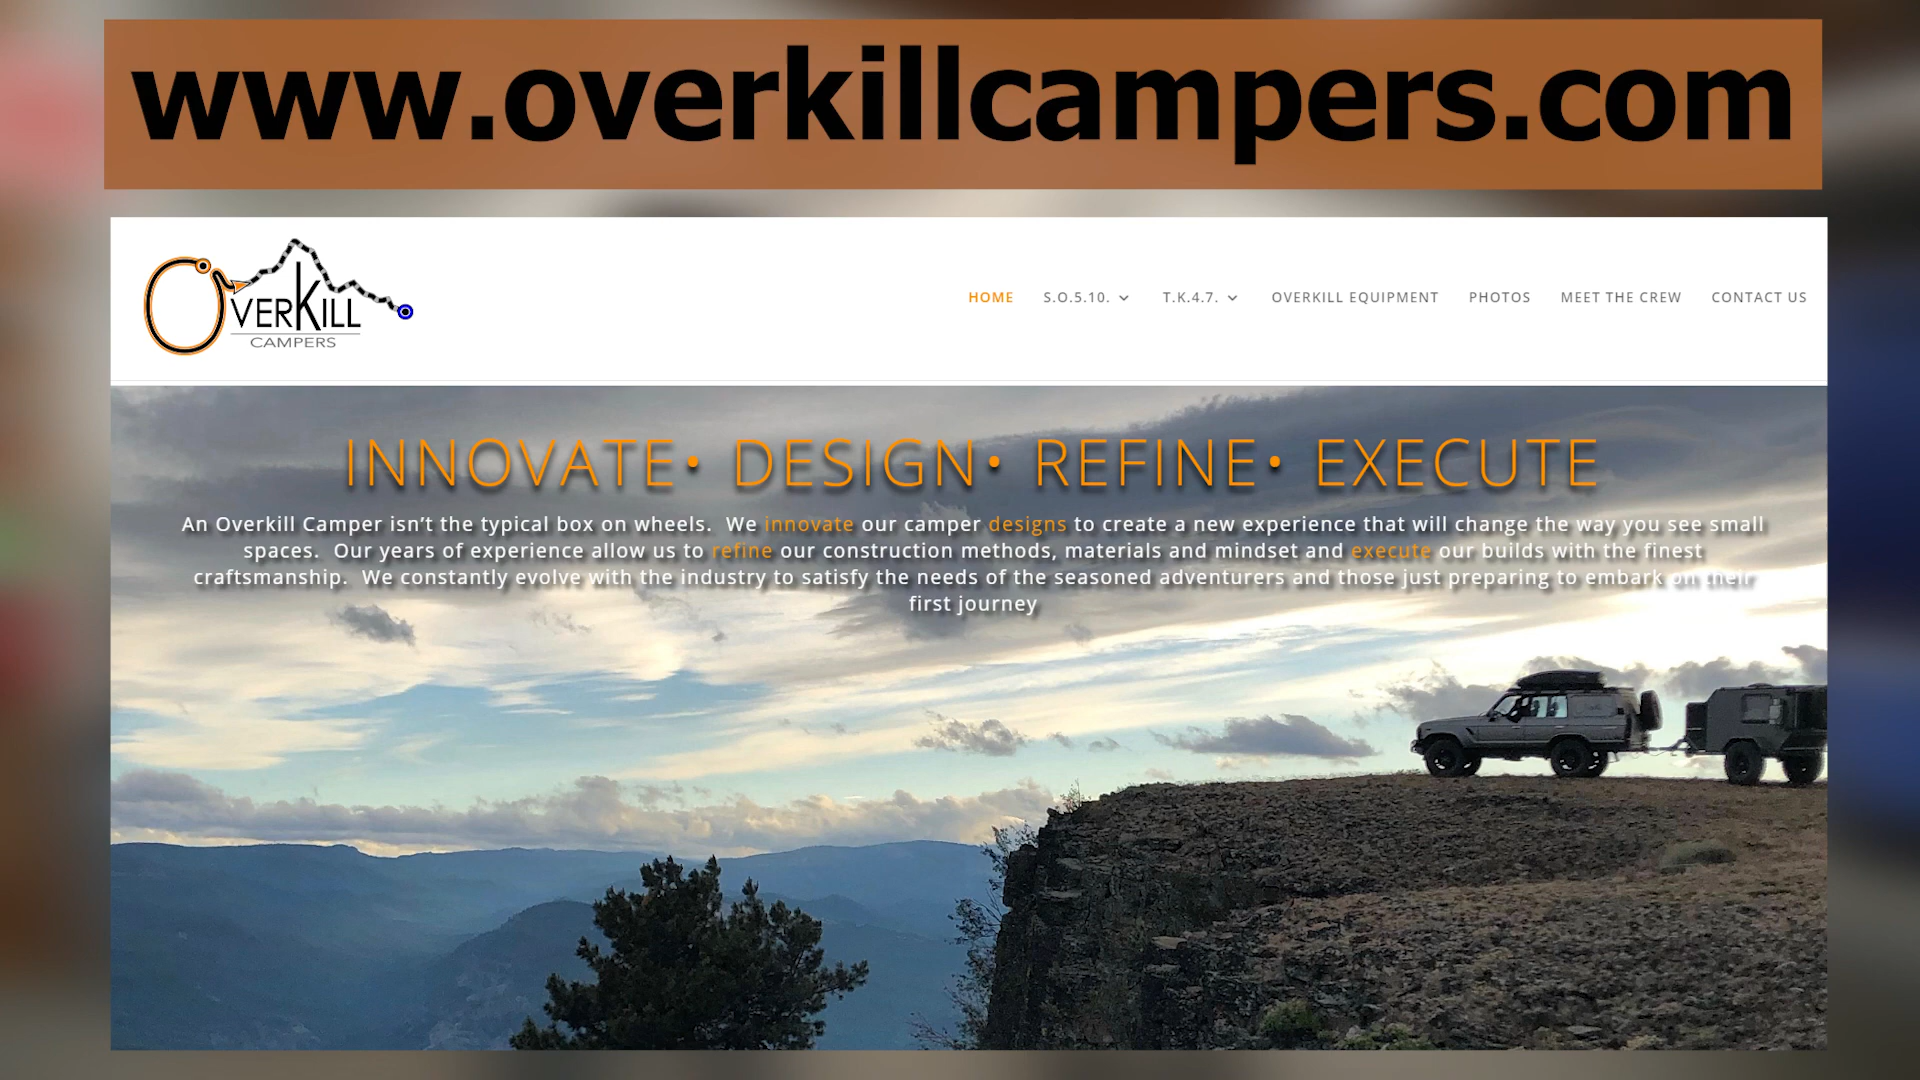 www.overkillcampers.com
OVERKILL
CAMPERS
HOME S.O.5.10. T.K.4.7. OVERKILL EQUIPMENT PHOTOS MEET THE CREW CONTACT US
INNOVATE• DESIGN• REFINE• EXECUTE
An Overkill Camper isn’t the typical box on wheels. We innovate our camper designs to create a new experience that will change the way you see small
spaces. Our years of experience allow us to refine our construction methods, materials and mindset and execute our builds with the finest
craftsmanship. We constantly evolve with the industry to satisfy the needs of the seasoned adventurers and those just preparing to embark on their
first journey